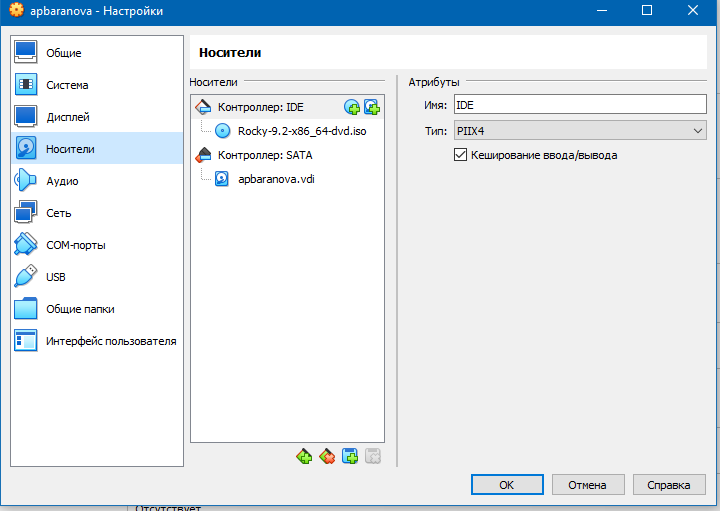 apbaranova - Настройки
Общие
Система
Дисплей
Носители
Аудио
Сеть
COM-порты
USB
Общие папки
Интерфейс пользователя
Носители
Носители
Контроллер: IDE
Rocky-9.2-x86_64-dvd.iso
Контроллер: SATA
apbaranova.vdi
Атрибуты
Имя: IDE
Тип: PIIX4
Кеширование ввода/вывода
OK Отмена Справка
Отсутствует